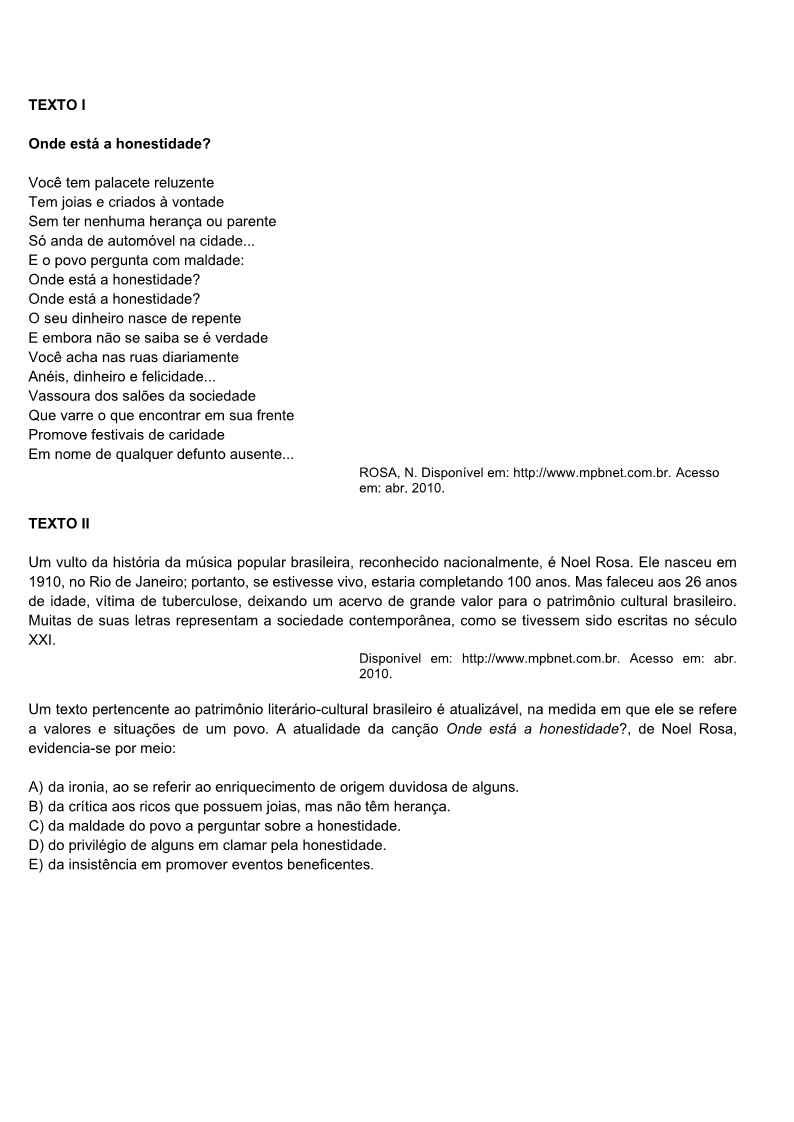 TEXTO I
Onde está a honestidade?
Você tem palacete reluzente
Tem joias e criados à vontade
Sem ter nenhuma herança ou parente
Só anda de automóvel na cidade...
E o povo pergunta com maldade:
Onde está a honestidade?
Onde está a honestidade?
O seu dinheiro nasce de repente
E embora não se saiba se é verdade
Você acha nas ruas diariamente
Anéis, dinheiro e felicidade...
Vassoura dos salões da sociedade
Que varre o que encontrar em sua frente
Promove festivais de caridade
Em nome de qualquer defunto ausente...
ROSA, N. Disponível em: http://www.mpbnet.com.br. Acesso
em: abr. 2010.
TEXTO II
Um vulto da história da música popular brasileira, reconhecido nacionalmente, é Noel Rosa. Ele nasceu em
1910, no Rio de Janeiro; portanto, se estivesse vivo, estaria completando 100 anos. Mas faleceu aos 26 anos
de idade, vítima de tuberculose, deixando um acervo de grande valor para o patrimônio cultural brasileiro.
Muitas de suas letras representam a sociedade contemporânea, como se tivessem sido escritas no século
XXI.
Disponível em: http://www.mpbnet.com.br. Acesso em: abr.
2010.
Um texto pertencente ao patrimônio literário-cultural brasileiro é atualizável, na medida em que ele se refere
a valores e situações de um povo. A atualidade da canção Onde está a honestidade?, de Noel Rosa,
evidencia-se por meio:
A) da ironia, ao se referir ao enriquecimento de origem duvidosa de alguns.
B) da crítica aos ricos que possuem joias, mas não têm herança.
C) da maldade do povo a perguntar sobre a honestidade.
D) do privilégio de alguns em clamar pela honestidade.
E) da insistência em promover eventos beneficentes.